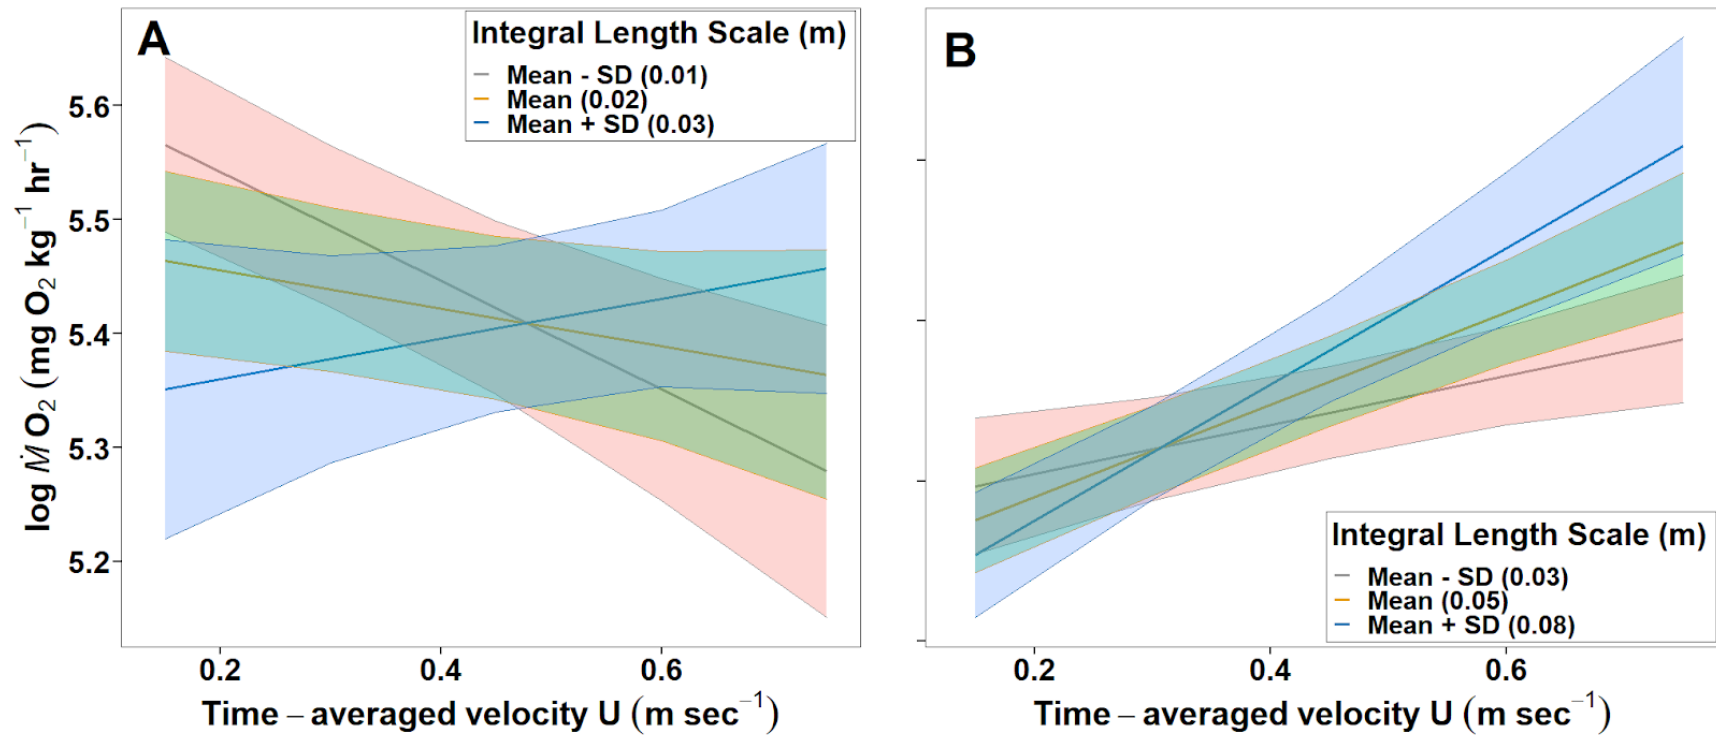 A
Integral Length Scale (m)
Mean - SD (0.01)
Mean (0.02)
Mean + SD (0.03)
log Ṁ O₂ (mg O₂ kg⁻¹ hr⁻¹)
5.6
5.5
5.4
5.3
5.2
0.2 0.4 0.6
Time – averaged velocity U (m sec⁻¹)
B
Integral Length Scale (m)
Mean - SD (0.03)
Mean (0.05)
Mean + SD (0.08)
0.2 0.4 0.6
Time – averaged velocity U (m sec⁻¹)